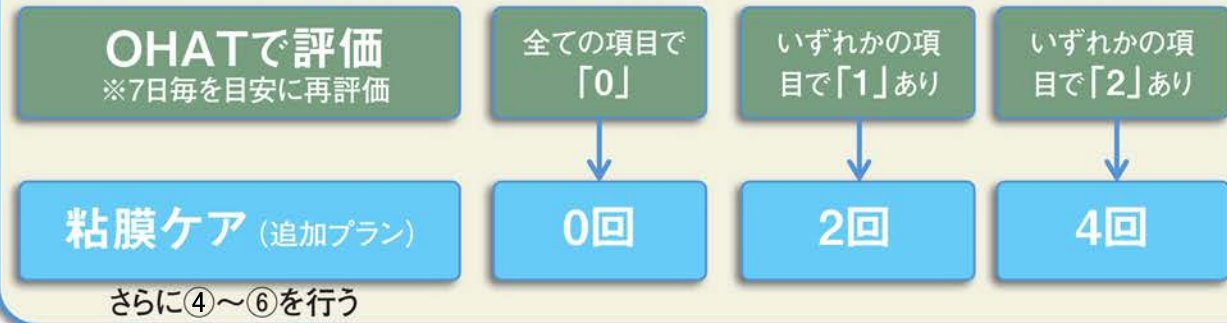 OHATで評価
※7日毎を目安に再評価
全ての項目で
「0」
いずれかの項
目で「1」あり
いずれかの項
目で「2」あり
粘膜ケア（追加プラン）
0回
2回
4回
さらに④〜⑥を行う